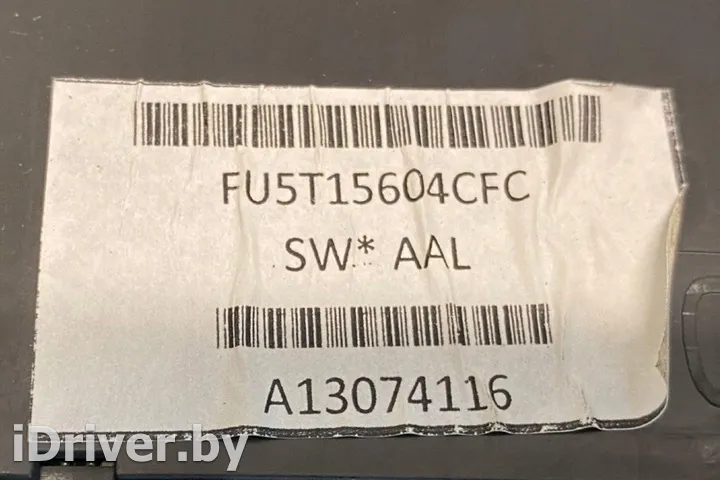 FU5T15604CFC
SW* AAL
A13074116
iDriver.by